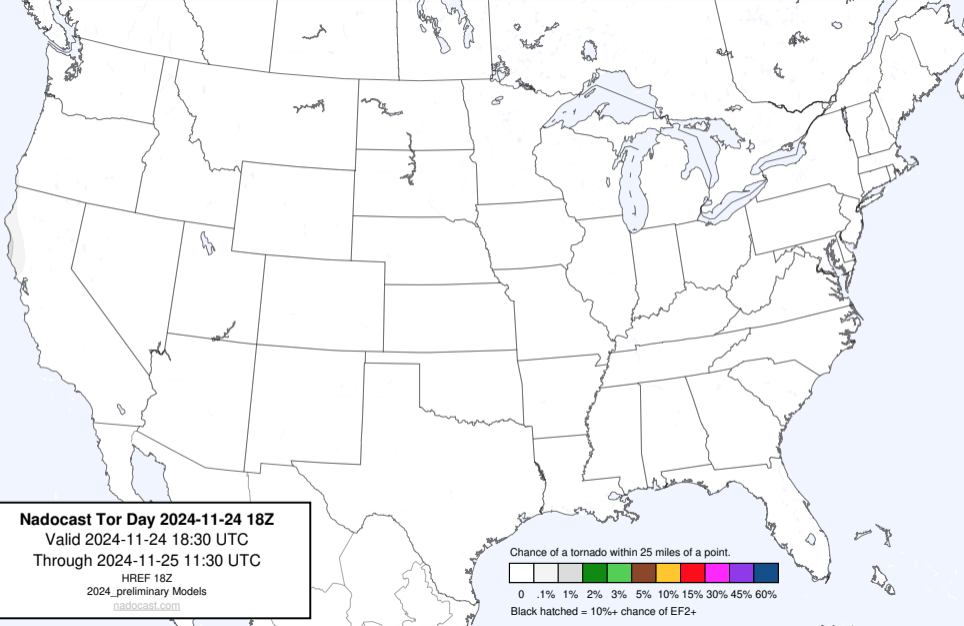 Nadocast Tor Day 2024-11-24 18Z
Valid 2024-11-24 18:30 UTC
Through 2024-11-25 11:30 UTC
HREF 18Z
2024_preliminary Models
nadocast.com
Chance of a tornado within 25 miles of a point.
0 .1% 1% 2% 3% 5% 10% 15% 30% 45% 60%
Black hatched = 10%+ chance of EF2+